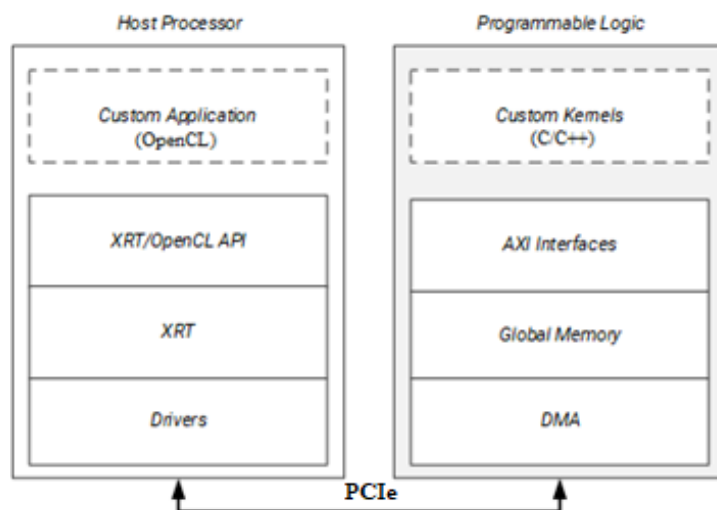 Host Processor
Custom Application
(OpenCL)
XRT/OpenCL API
XRT
Drivers
Programmable Logic
Custom Kernels
(C/C++)
AXI Interfaces
Global Memory
DMA
PCIe